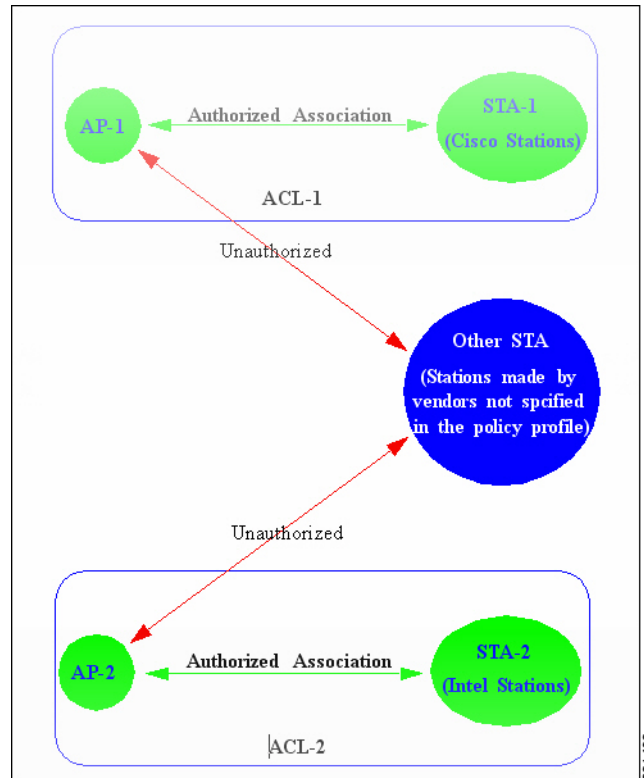 AP-1
Authorized Association
STA-1
(Cisco Stations)
ACL-1
Unauthorized
Other STA
(Stations made by
vendors not spcified
in the policy profile)
Unauthorized
AP-2
Authorized Association
STA-2
(Intel Stations)
ACL-2